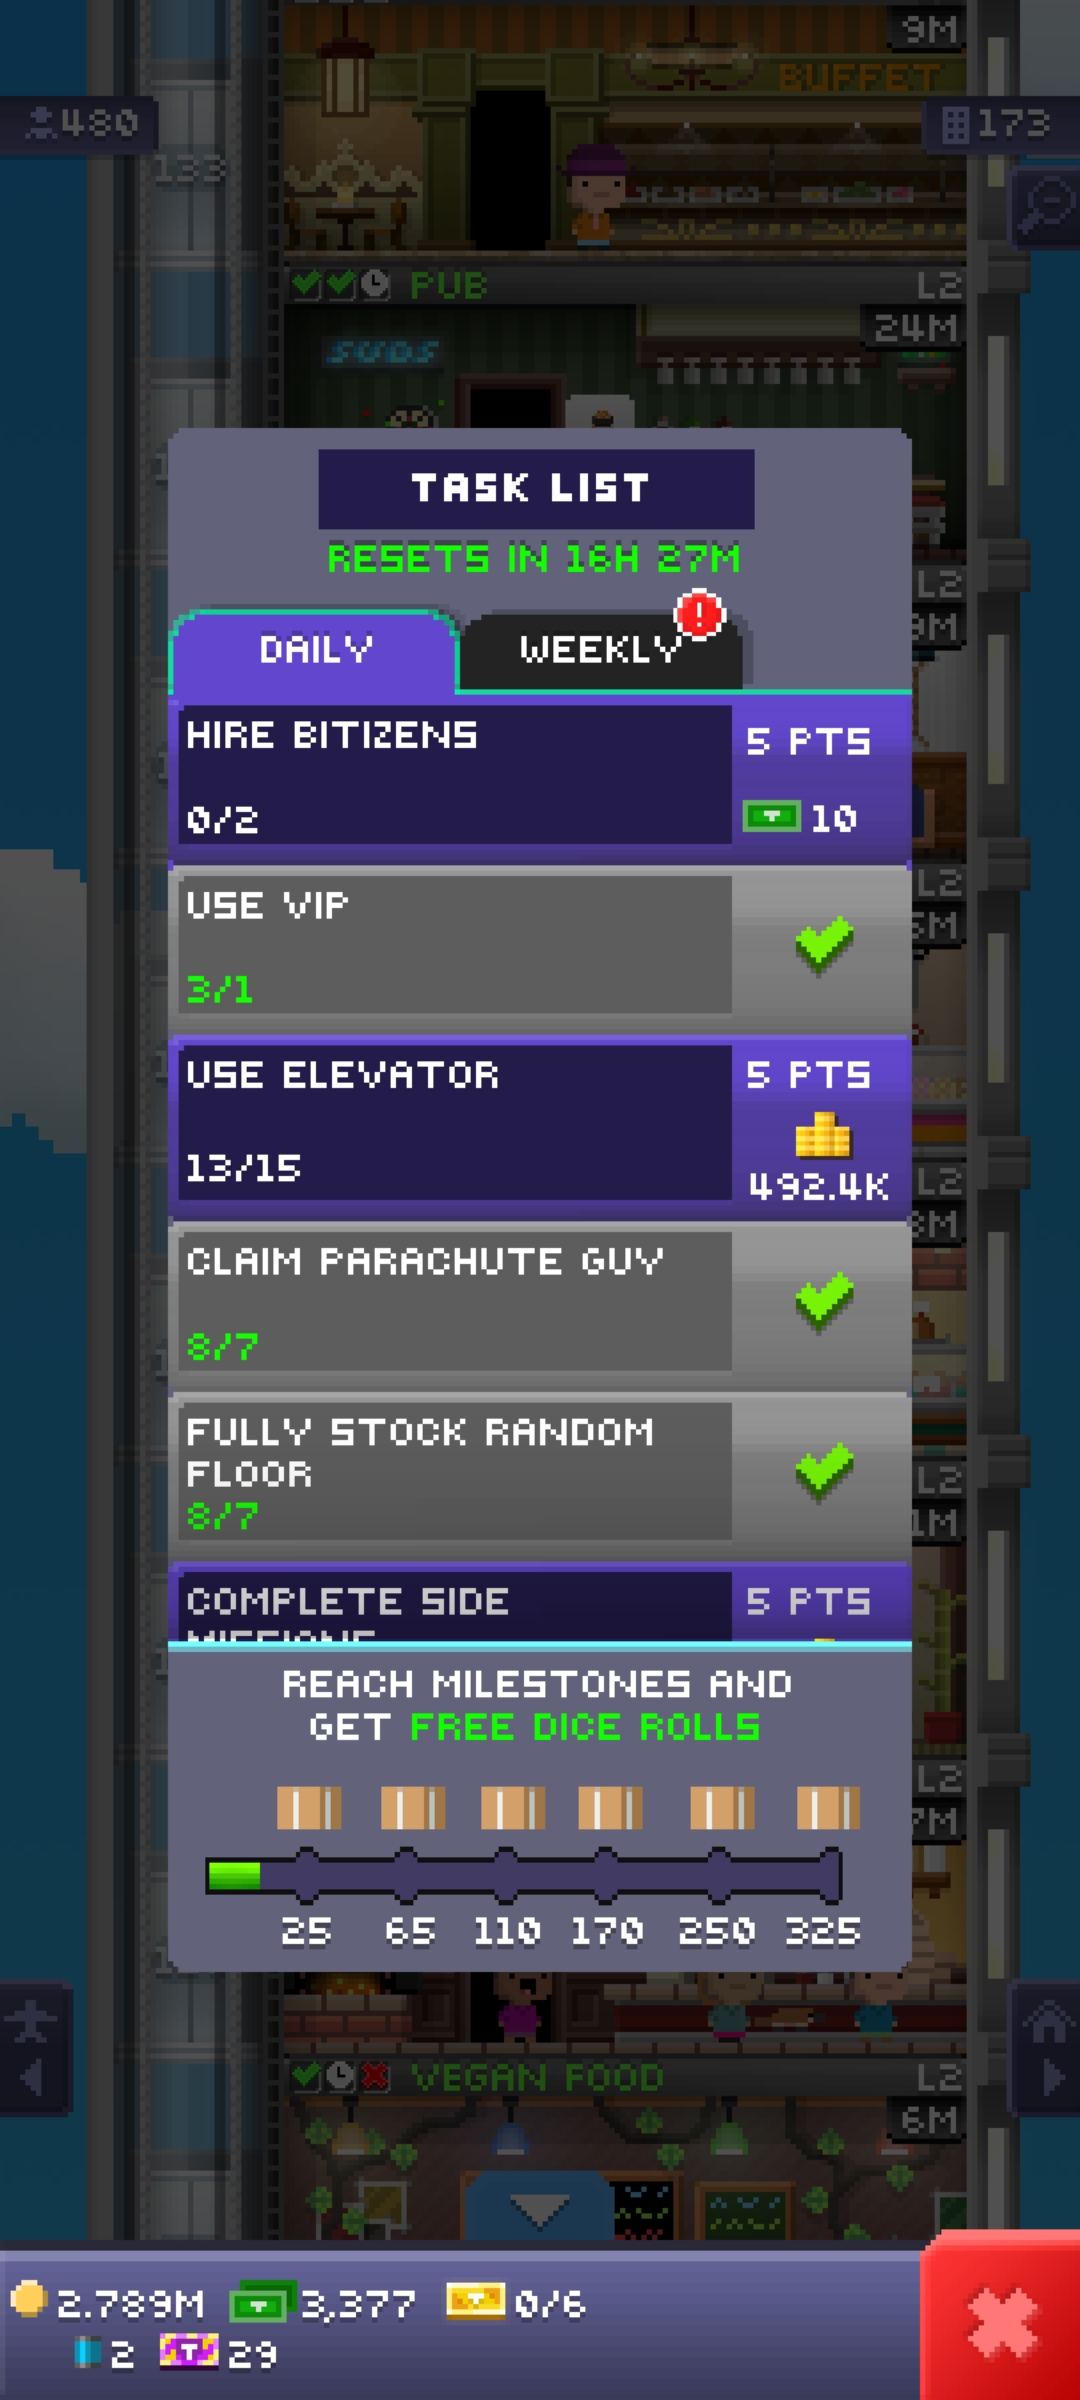 9M
BUFFET
480
173
133
PUB
L2
24M
SUDS
TASK LIST
RESETS IN 16H 27M
L2
9M
DAILY
WEEKLY
!
HIRE BITIZENS
5 PTS
0/2
10
USE VIP
L2
5M
3/1
USE ELEVATOR
5 PTS
13/15
492.4K
L2
3M
CLAIM PARACHUTE GUY
8/7
FULLY STOCK RANDOM
FLOOR
L2
8/7
1M
COMPLETE SIDE
5 PTS
MISSIONS
REACH MILESTONES AND
GET FREE DICE ROLLS
L2
7M
25 65 110 170 250 325
VEGAN FOOD
L2
6M
2.789M
3,377
0/6
2
29